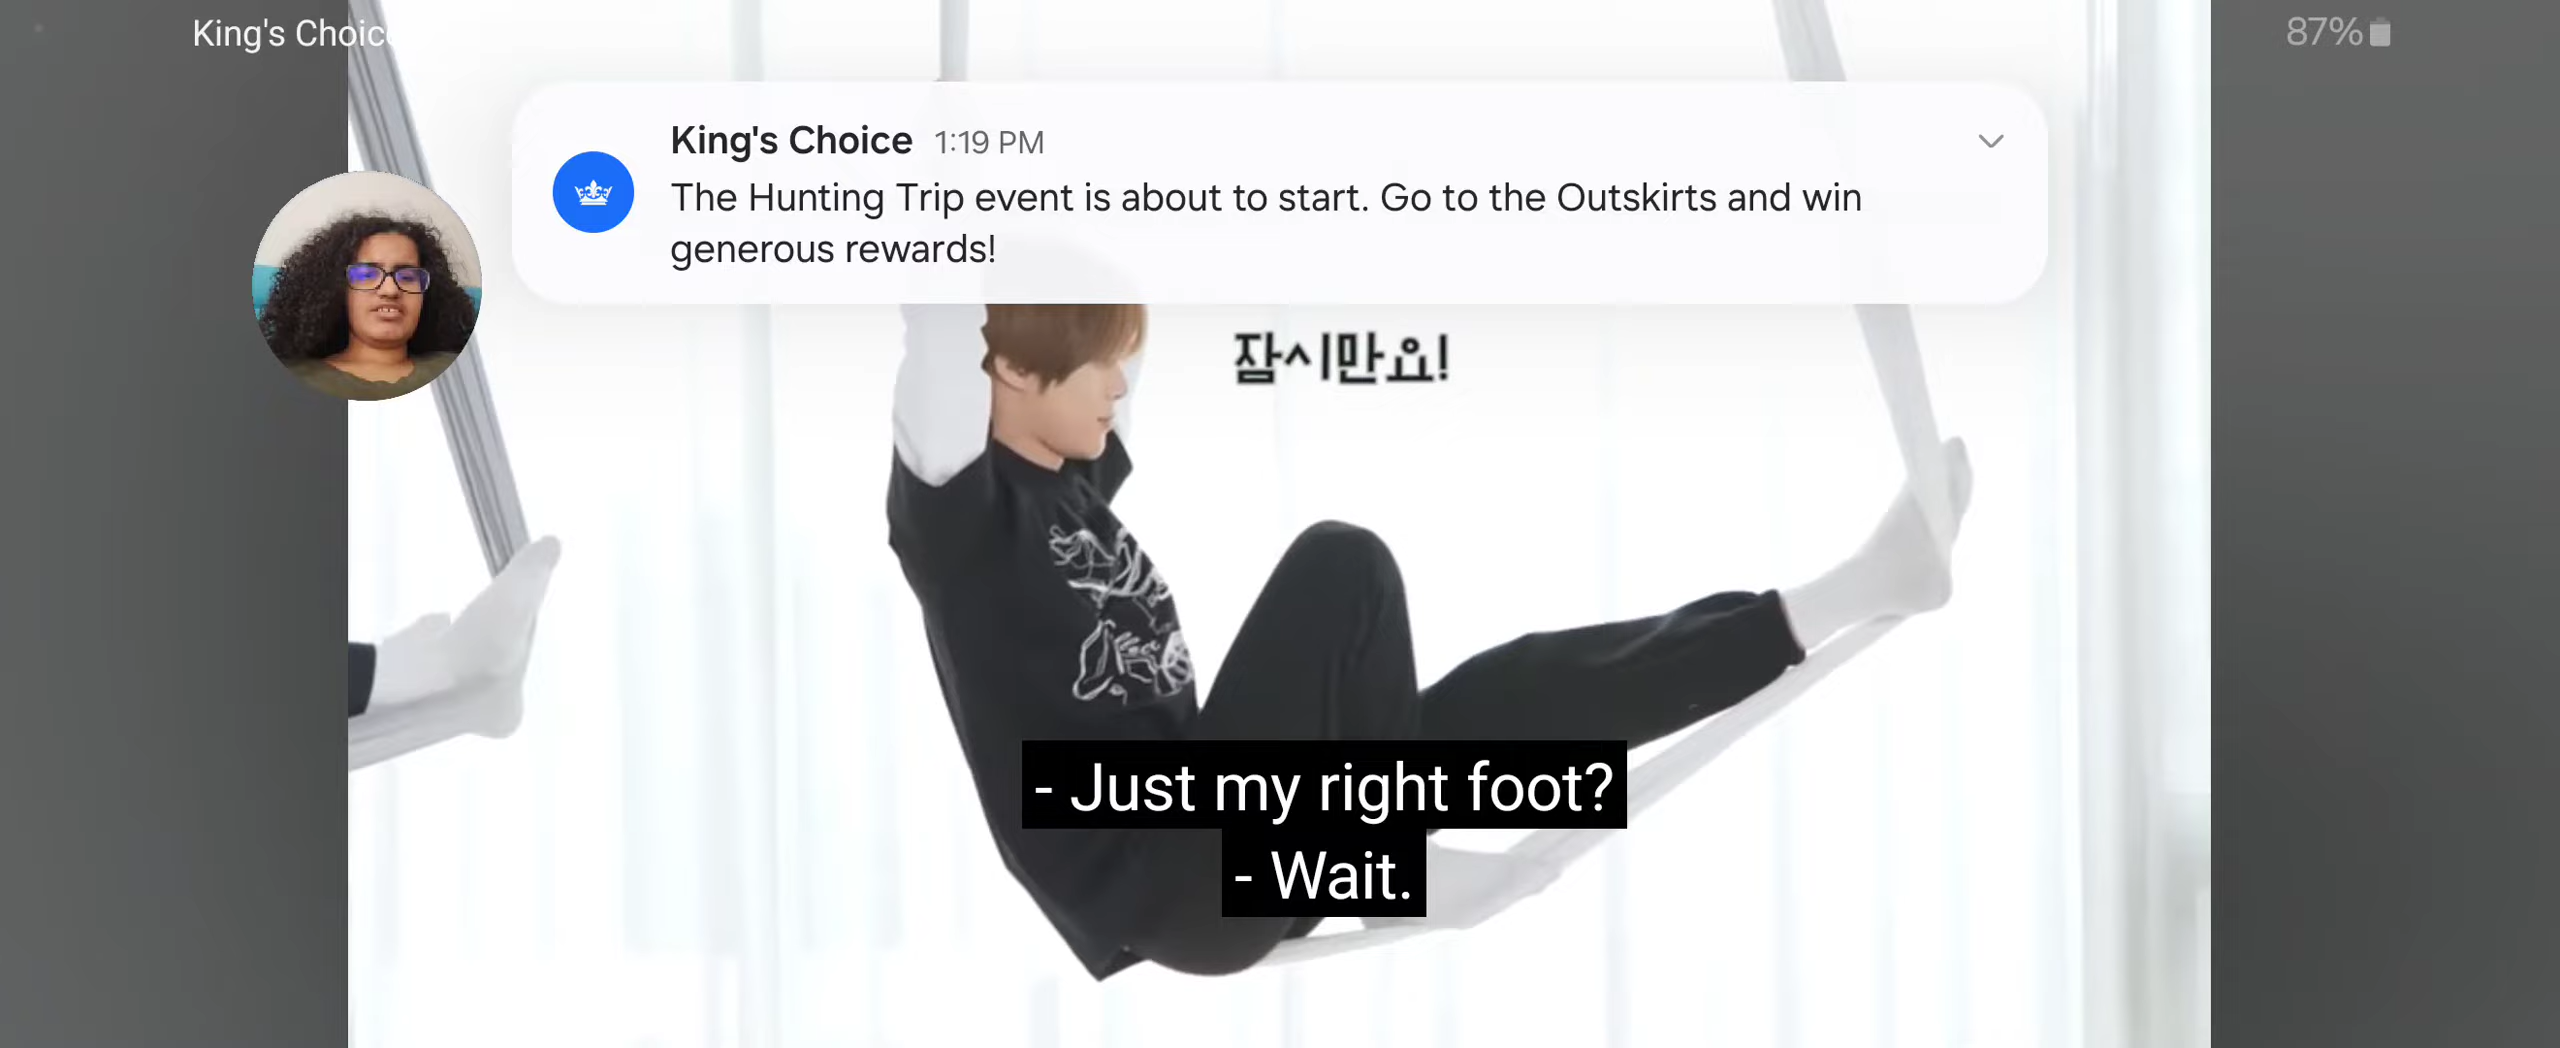 King's Choic
87%
King's Choice 1:19 PM
The Hunting Trip event is about to start. Go to the Outskirts and win
generous rewards!
잠시만요!
- Just my right foot?
- Wait.